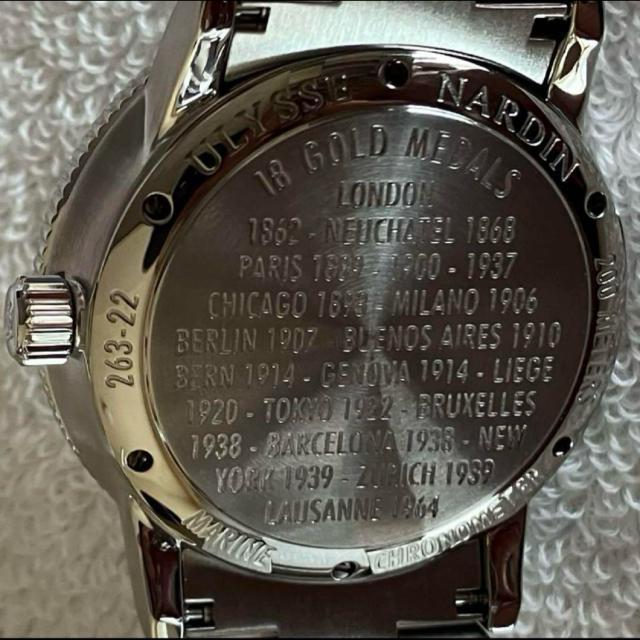 ULYSSE NARDIN
18 GOLD MEDALS
LONDON
1862 - NEUCHATEL 1868
PARIS 1889 - 1900 - 1937
CHICAGO 1893 - MILANO 1906
BERLIN 1907 - BUENOS AIRES 1910
BERN 1914 - GENOVA 1914 - LIEGE
1920 - TOKYO 1922 - BRUXELLES
1938 - BARCELONA 1938 - NEW
YORK 1939 - ZURICH 1939
LAUSANNE 1964
263-22
200 METERS
MARINE CHRONOMETER